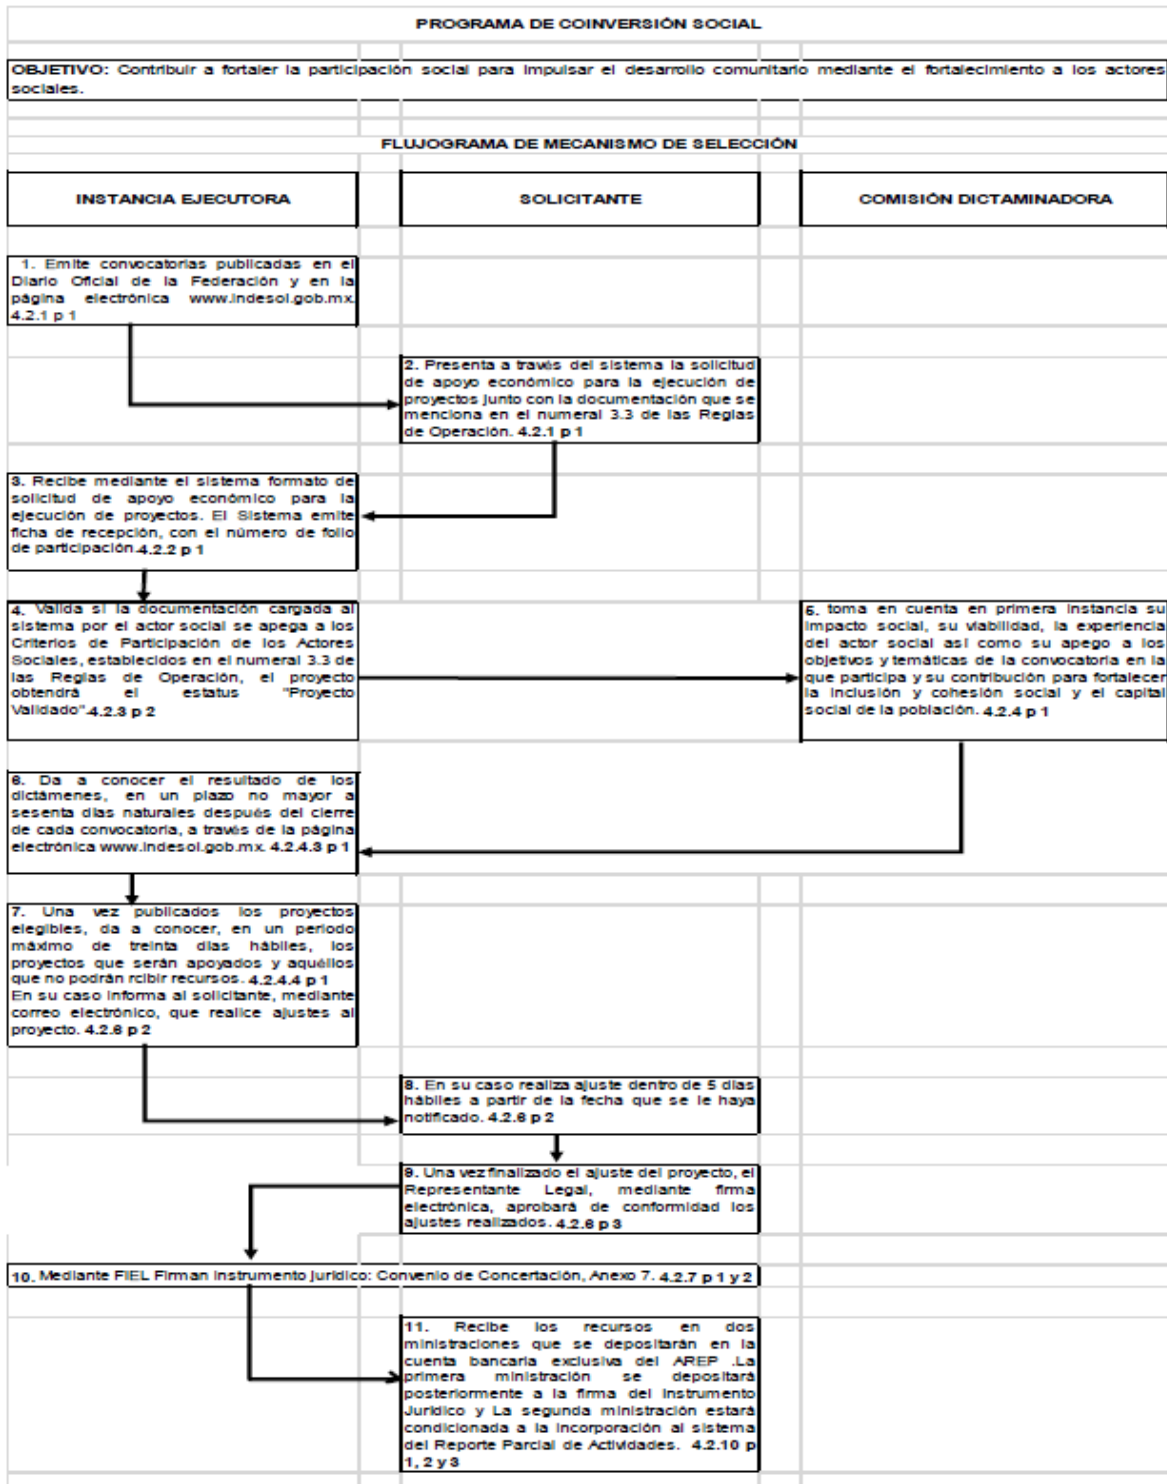 PROGRAMA DE COINVERSIÓN SOCIAL
OBJETIVO: Contribuir a fortaler la participación social para impulsar el desarrollo comunitario mediante el fortalecimiento a los actores
sociales.
FLUJOGRAMA DE MECANISMO DE SELECCIÓN
INSTANCIA EJECUTORA
SOLICITANTE
COMISIÓN DICTAMINADORA
1. Emite convocatorias publicadas en el
Diario Oficial de la Federación y en la
página electrónica www.indesol.gob.mx.
4.2.1 p 1
2. Presenta a través del sistema la solicitud
de apoyo económico para la ejecución de
proyectos junto con la documentación que se
menciona en el numeral 3.3 de las Reglas
de Operación. 4.2.1 p 1
3. Recibe mediante el sistema formato de
solicitud de apoyo económico para la
ejecución de proyectos. El Sistema emite
ficha de recepción, con el número de folio
de participación.4.2.2 p 1
4. Valida si la documentación cargada al
sistema por el actor social se apega a los
Criterios de Participación de los Actores
Sociales, establecidos en el numeral 3.3 de
las Reglas de Operación, el proyecto
obtendrá el estatus "Proyecto
Validado".4.2.3 p 2
5. toma en cuenta en primera instancia su
impacto social, su viabilidad, la experiencia
del actor social así como su apego a los
objetivos y temáticas de la convocatoria en la
que participa y su contribución para fortalecer
la inclusión y cohesión social y el capital
social de la población. 4.2.4 p 1
6. Da a conocer el resultado de los
dictámenes, en un plazo no mayor a
sesenta días naturales después del cierre
de cada convocatoria, a través de la página
electrónica www.indesol.gob.mx. 4.2.4.3 p 1
7. Una vez publicados los proyectos
elegibles, da a conocer, en un periodo
máximo de treinta días hábiles, los
proyectos que serán apoyados y aquéllos
que no podrán rcibir recursos. 4.2.4.4 p 1
En su caso informa al solicitante, mediante
correo electrónico, que realice ajustes al
proyecto. 4.2.6 p 2
8. En su caso realiza ajuste dentro de 5 días
hábiles a partir de la fecha que se le haya
notificado. 4.2.6 p 2
9. Una vez finalizado el ajuste del proyecto, el
Representante Legal, mediante firma
electrónica, aprobará de conformidad los
ajustes realizados. 4.2.6 p 3
10. Mediante FIEL Firman instrumento jurídico: Convenio de Concertación, Anexo 7. 4.2.7 p 1 y 2
11. Recibe los recursos en dos
ministraciones que se depositarán en la
cuenta bancaria exclusiva del AREP .La
primera ministración se depositará
posteriormente a la firma del Instrumento
Jurídico y La segunda ministración estará
condicionada a la incorporación al sistema
del Reporte Parcial de Actividades. 4.2.10 p
1, 2 y 3